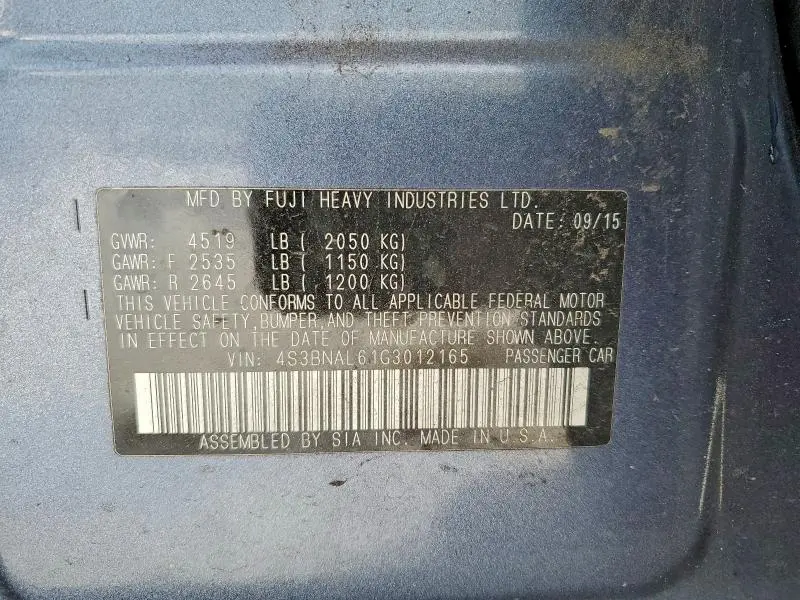 MFD BY FUJI HEAVY INDUSTRIES LTD.
DATE: 09/15
GVWR: 4519 LB ( 2050 KG)
GAWR: F 2535 LB ( 1150 KG)
GAWR: R 2645 LB ( 1200 KG)
THIS VEHICLE CONFORMS TO ALL APPLICABLE FEDERAL MOTOR
VEHICLE SAFETY,BUMPER,AND THEFT PREVENTION STANDARDS
IN EFFECT ON THE DATE OF MANUFACTURE SHOWN ABOVE.
VIN: 4S3BNAL61G3012165 PASSENGER CAR
ASSEMBLED BY SIA INC. MADE IN U.S.A.